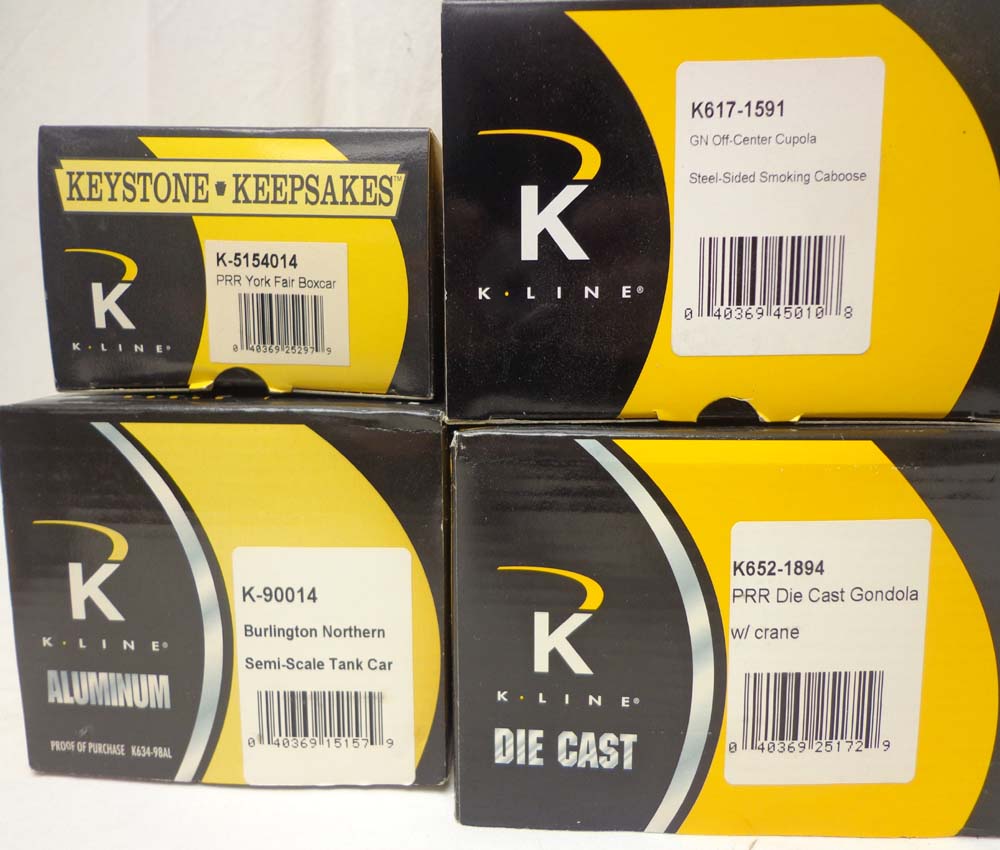 KEYSTONE • KEEPSAKES™
K
K·LINE®
K-5154014
PRR York Fair Boxcar
0 40369 25297 9
K
K·LINE®
K617-1591
GN Off-Center Cupola
Steel-Sided Smoking Caboose
0 40369 45010 8
K
K·LINE®
ALUMINUM
PROOF OF PURCHASE K634-98AL
K-90014
Burlington Northern
Semi-Scale Tank Car
0 40369 15157 9
K
K·LINE®
DIE CAST
K652-1894
PRR Die Cast Gondola
w/ crane
0 40369 25172 9